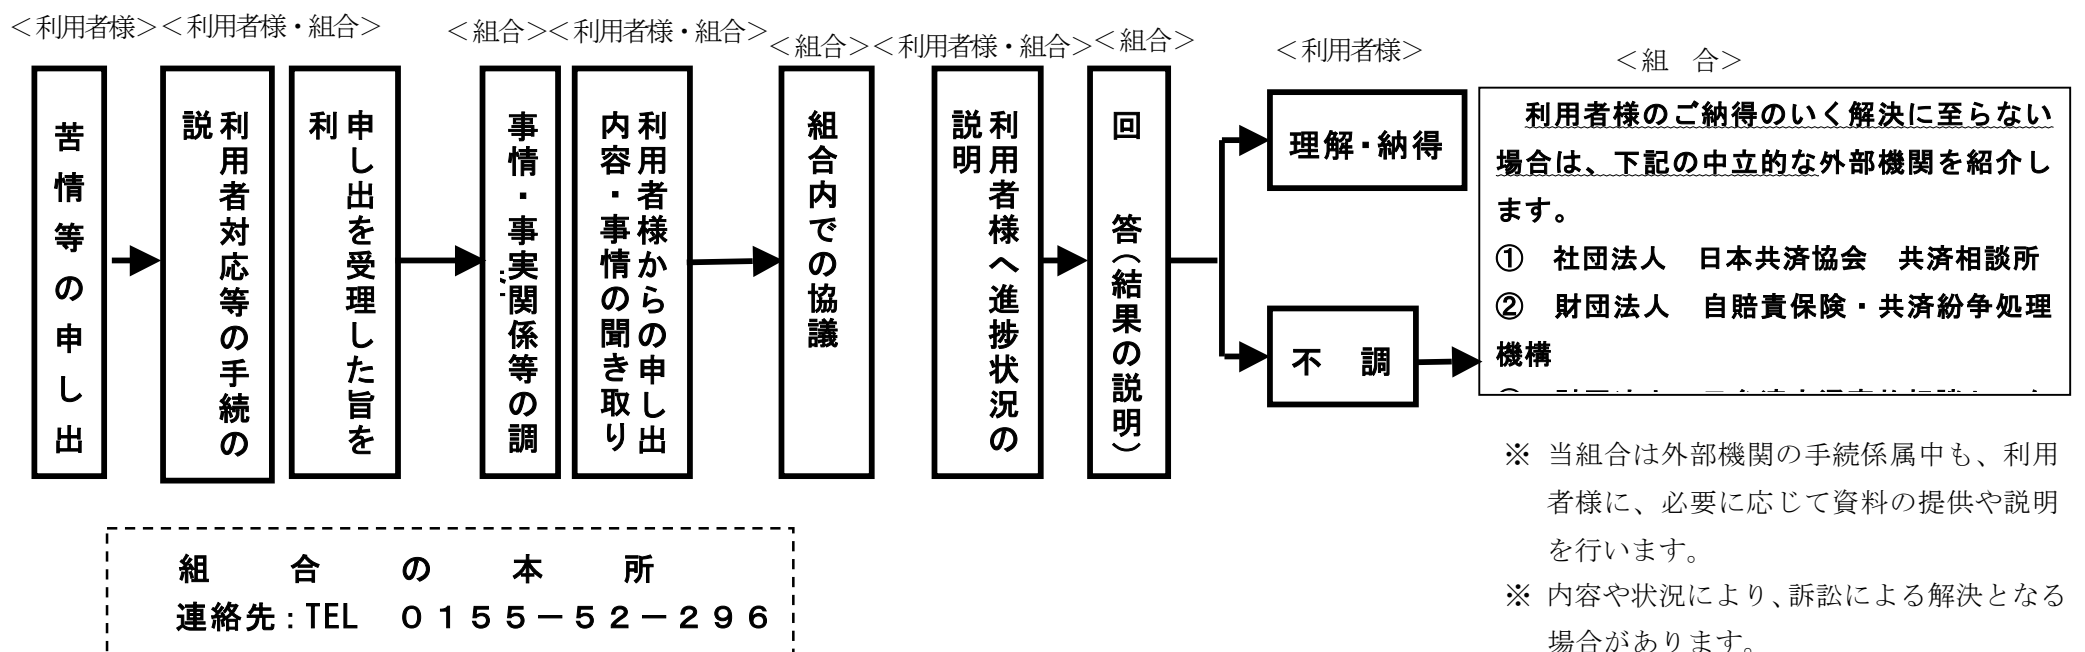 ＜利用者様＞
＜利用者様・組合＞
＜組合＞
＜利用者様・組合＞
＜組合＞
＜利用者様・組合＞
＜組合＞
＜利用者様＞
＜組　合＞
苦情等の申し出
利用者対応等の手続の
説
申し出を受理した旨を
利
事情・事実関係等の調
利用者様からの申し出
内容・事情の聞き取り
組合内での協議
利用者様へ進捗状況の
説明
回　答（結果の説明）
理解・納得
不　調
利用者様のご納得のいく解決に至らない
場合は、下記の中立的な外部機関を紹介し
ます。
①　社団法人　日本共済協会　共済相談所
②　財団法人　自賠責保険・共済紛争処理
機構
※ 当組合は外部機関の手続係属中も、利用
者様に、必要に応じて資料の提供や説明
を行います。
※ 内容や状況により、訴訟による解決となる
場合があります。
組　合　の　本　所
連絡先：TEL　０１５５－５２－２９６